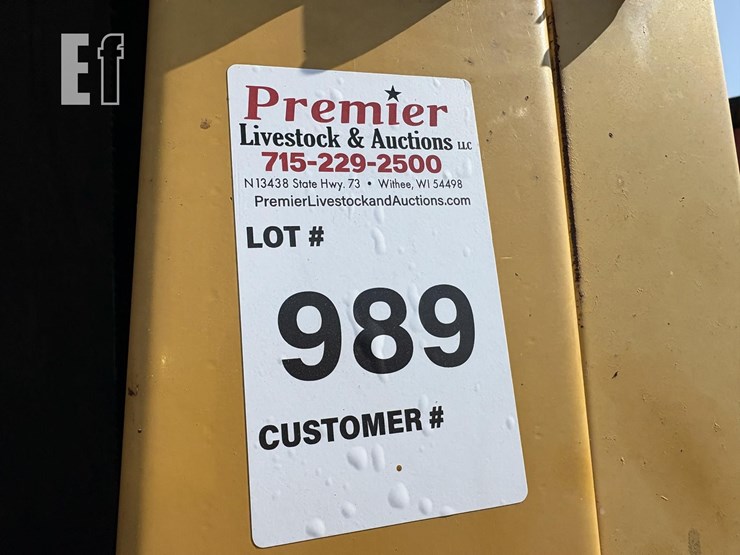 Ef
Premier
Livestock & Auctions LLC
715-229-2500
N13438 State Hwy. 73 • Withee, WI 54498
PremierLivestockandAuctions.com
LOT #
989
CUSTOMER #